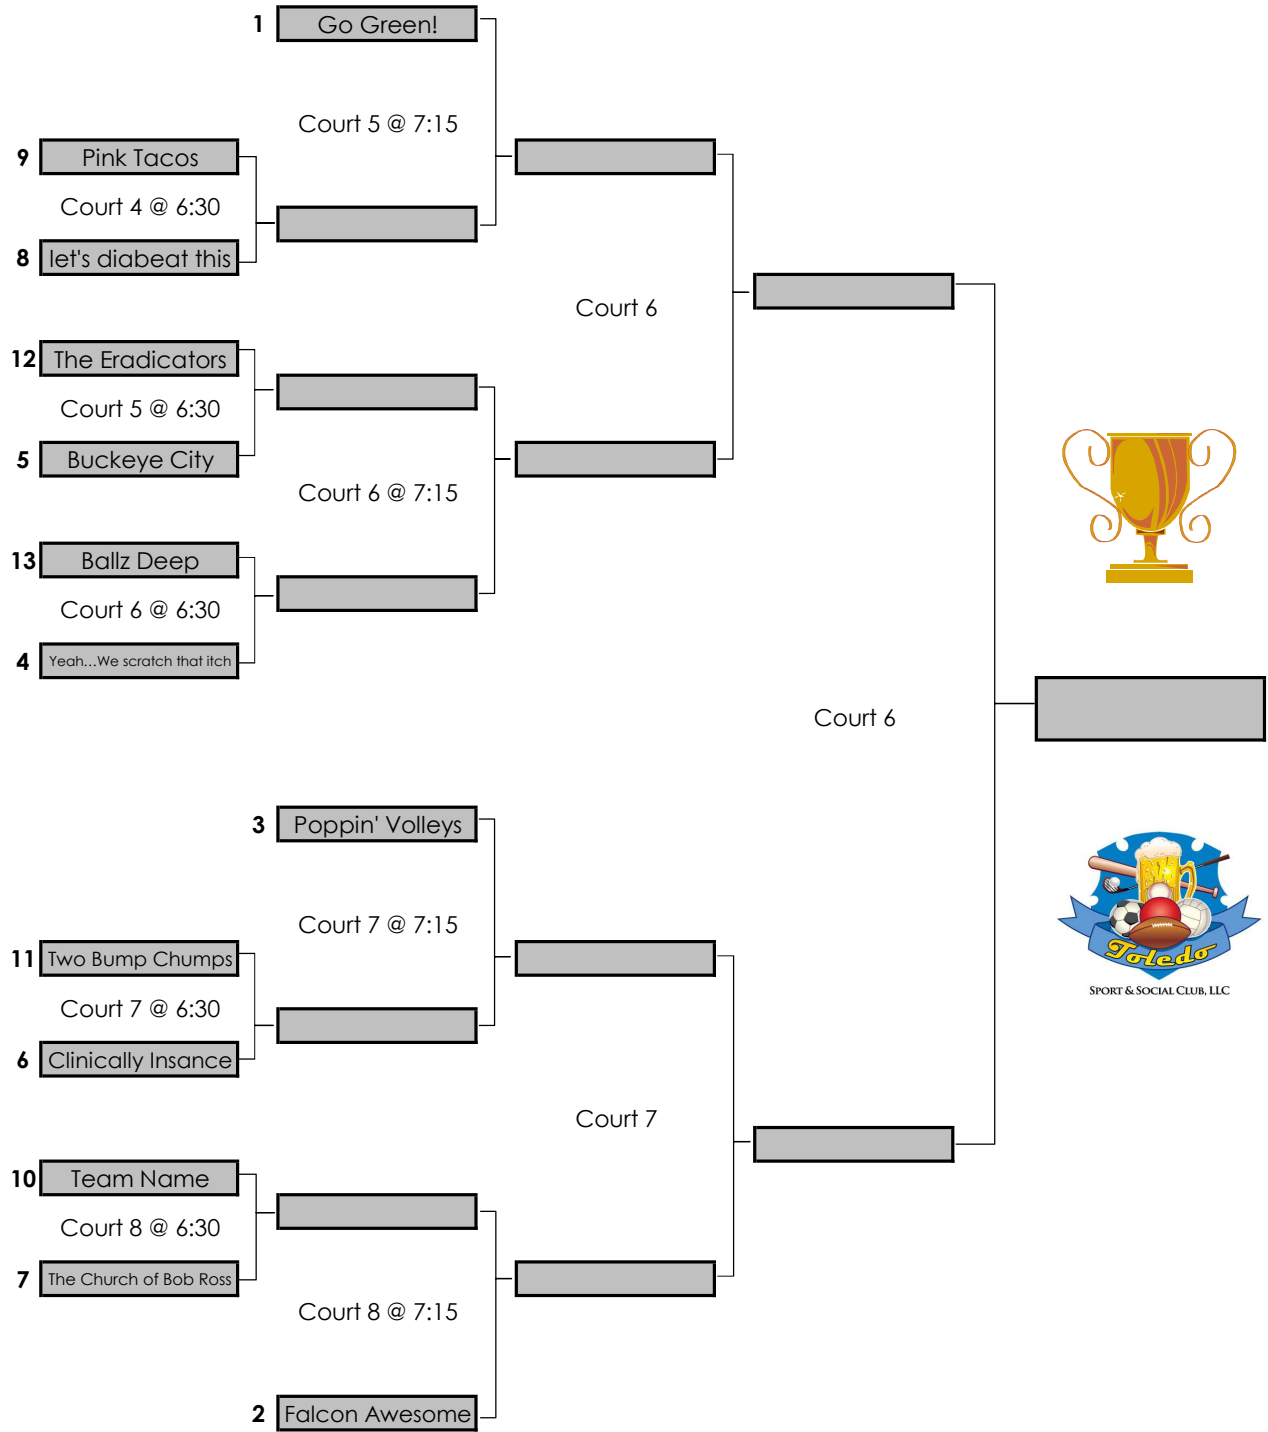 1 Go Green!
Court 5 @ 7:15
9 Pink Tacos
Court 4 @ 6:30
8 let's diabeat this
Court 6
12 The Eradicators
Court 5 @ 6:30
5 Buckeye City
Court 6 @ 7:15
13 Ballz Deep
Court 6 @ 6:30
4 Yeah...We scratch that itch
Court 6
3 Poppin' Volleys
Court 7 @ 7:15
11 Two Bump Chumps
Court 7 @ 6:30
6 Clinically Insance
Toledo
SPORT & SOCIAL CLUB, LLC
Court 7
10 Team Name
Court 8 @ 6:30
7 The Church of Bob Ross
Court 8 @ 7:15
2 Falcon Awesome